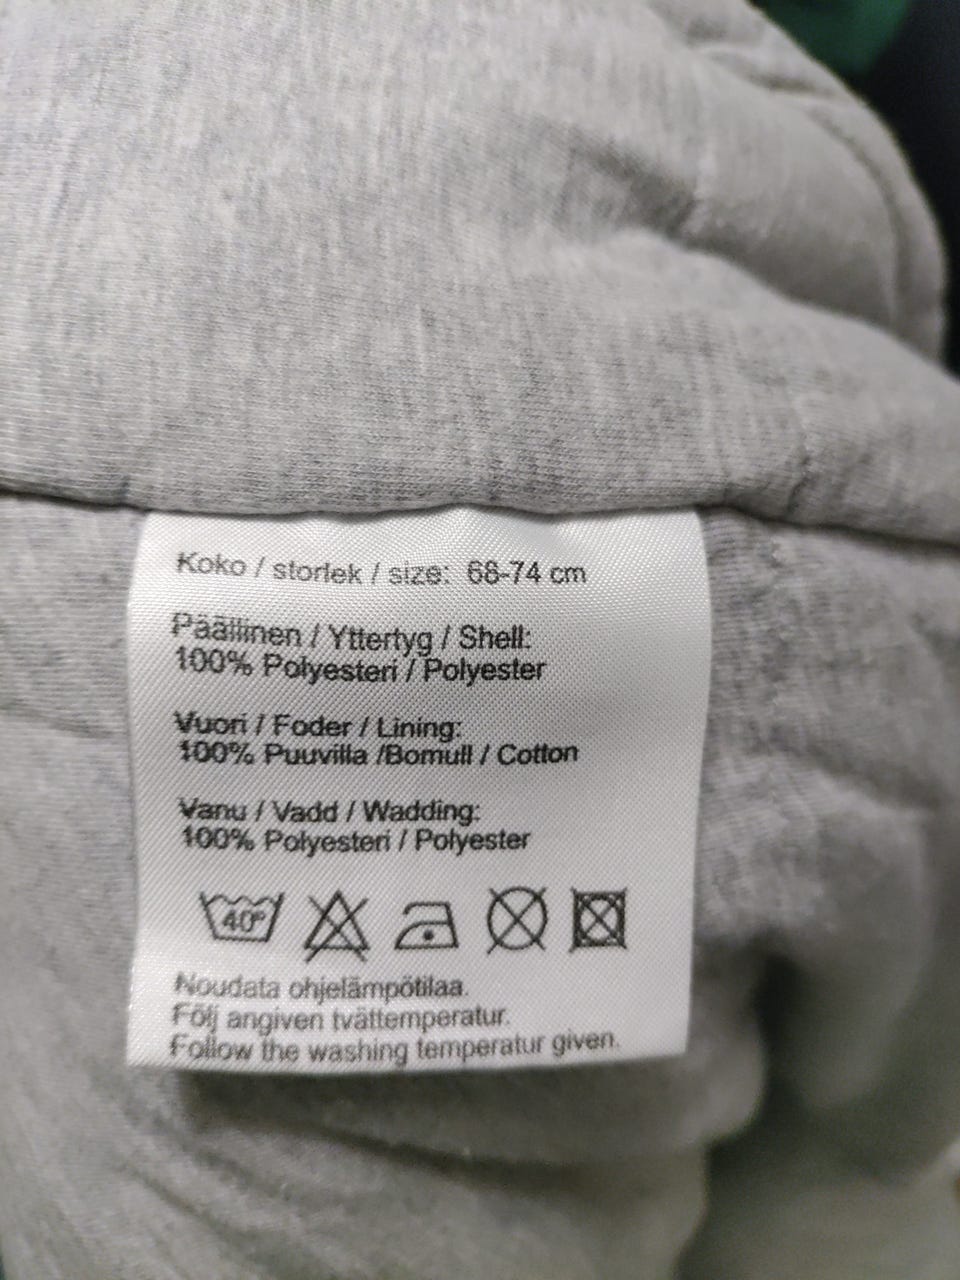 Koko / storlek / size: 68-74 cm
Päällinen / Yttertyg / Shell:
100% Polyesteri / Polyester
Vuori / Foder / Lining:
100% Puuvilla /Bomull / Cotton
Vanu / Vadd / Wadding:
100% Polyesteri / Polyester
40°
Noudata ohjelämpötilaa.
Följ angiven tvättemperatur.
Follow the washing temperatur given.